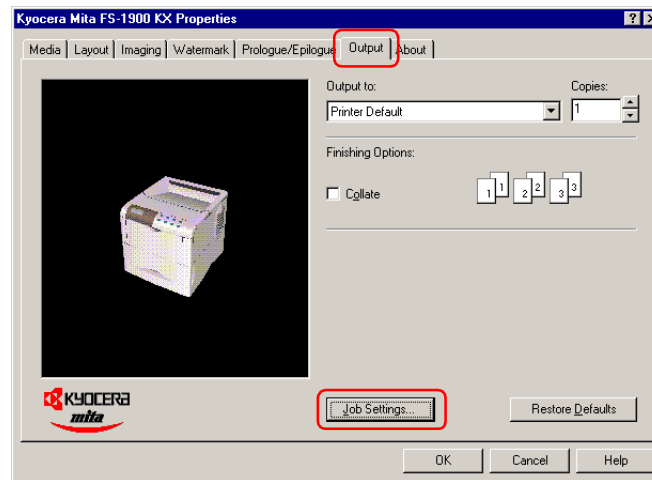 Kyocera Mita FS-1900 KX Properties
Media Layout Imaging Watermark Prologue/Epilogue Output About
Output to: Copies:
Printer Default 1
Finishing Options:
Collate 1 1 2 2 3 3
KYOCERA
mita
Job Settings... Restore Defaults
OK Cancel Help